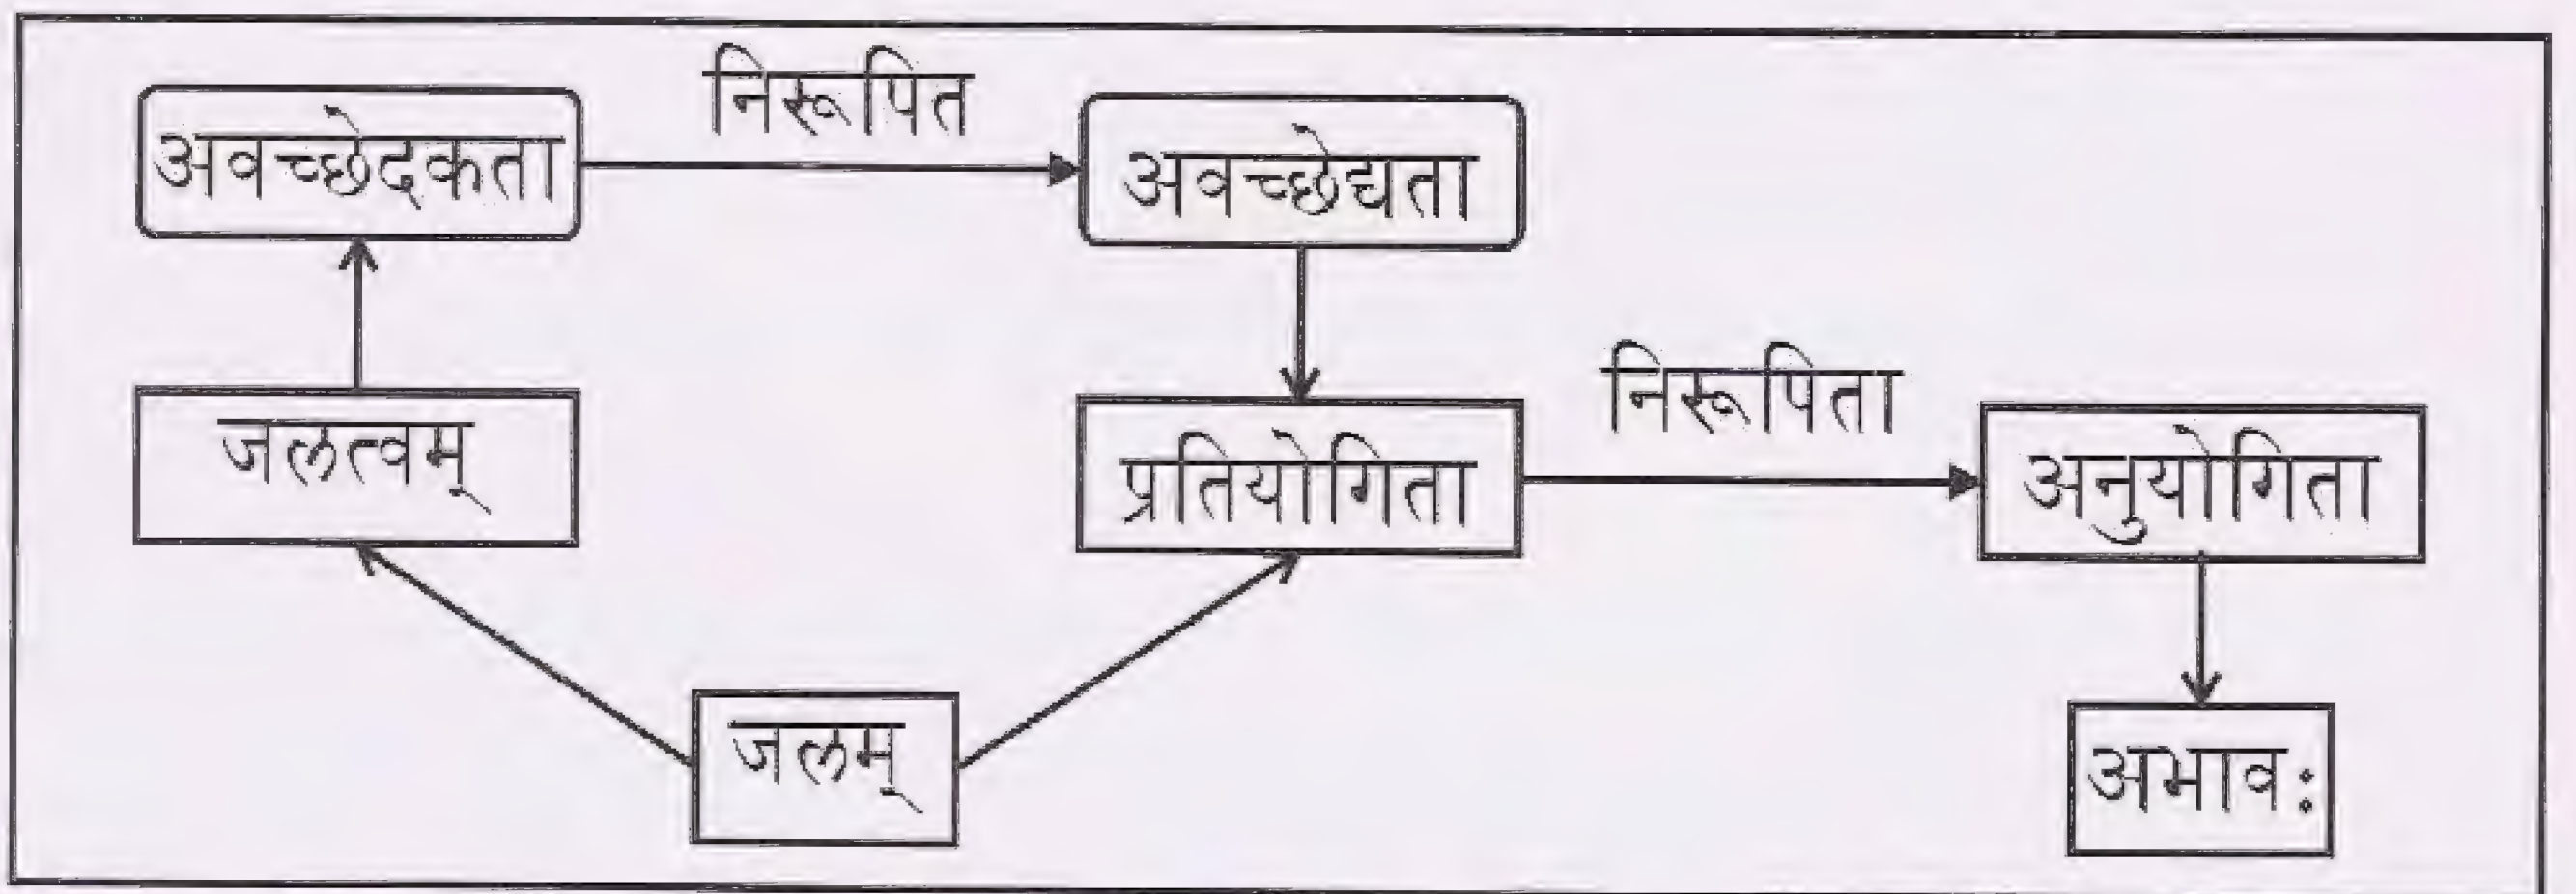 निरूपित
अवच्छेदकता
अवच्छेद्यता
निरूपिता
जलत्वम्
प्रतियोगिता
अनुयोगिता
जलम्
अभावः